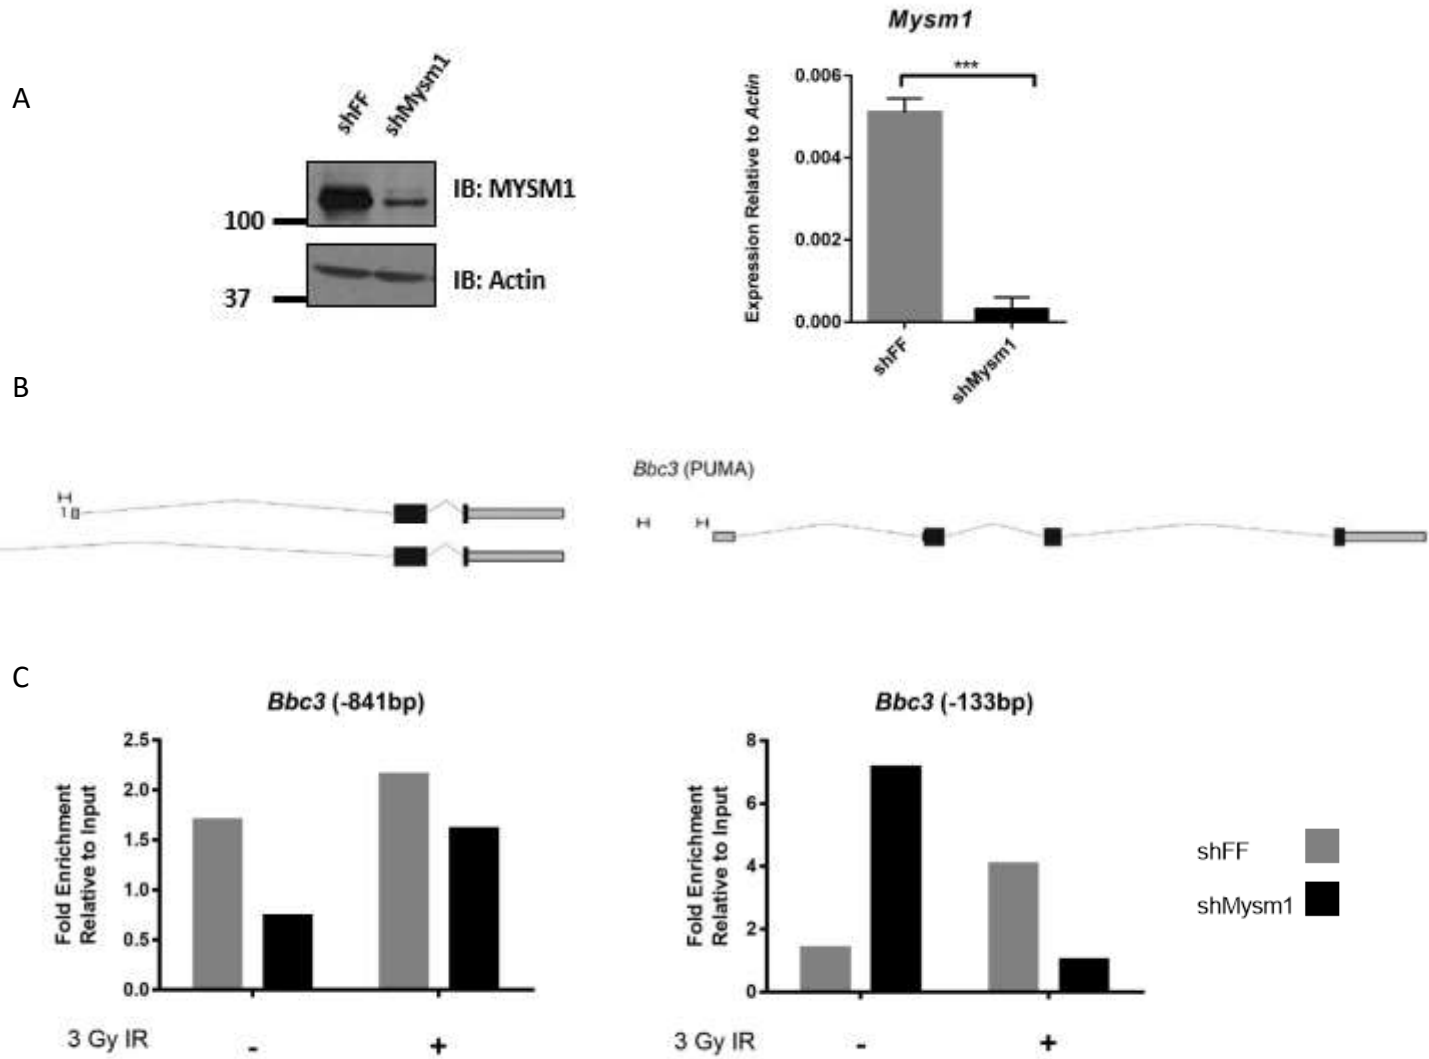 A
shFF
shMysm1
IB: MYSM1
100
IB: Actin
37
Mysm1
***
Expression Relative to Actin
0.006
0.004
0.002
0.000
shFF
shMysm1
B
1
Bbc3 (PUMA)
C
Bbc3 (-841bp)
Fold Enrichment
Relative to Input
2.5
2.0
1.5
1.0
0.5
0.0
3 Gy IR - +
Bbc3 (-133bp)
Fold Enrichment
Relative to Input
8
6
4
2
0
3 Gy IR - +
shFF
shMysm1